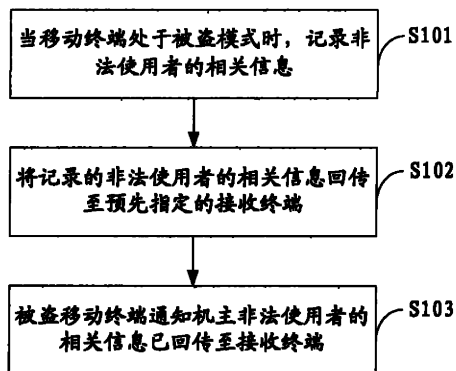 当移动终端处于被盗模式时，记录非
法使用者的相关信息
S101
将记录的非法使用者的相关信息回传
至预先指定的接收终端
S102
被盗移动终端通知机主非法使用者的
相关信息已回传至接收终端
S103